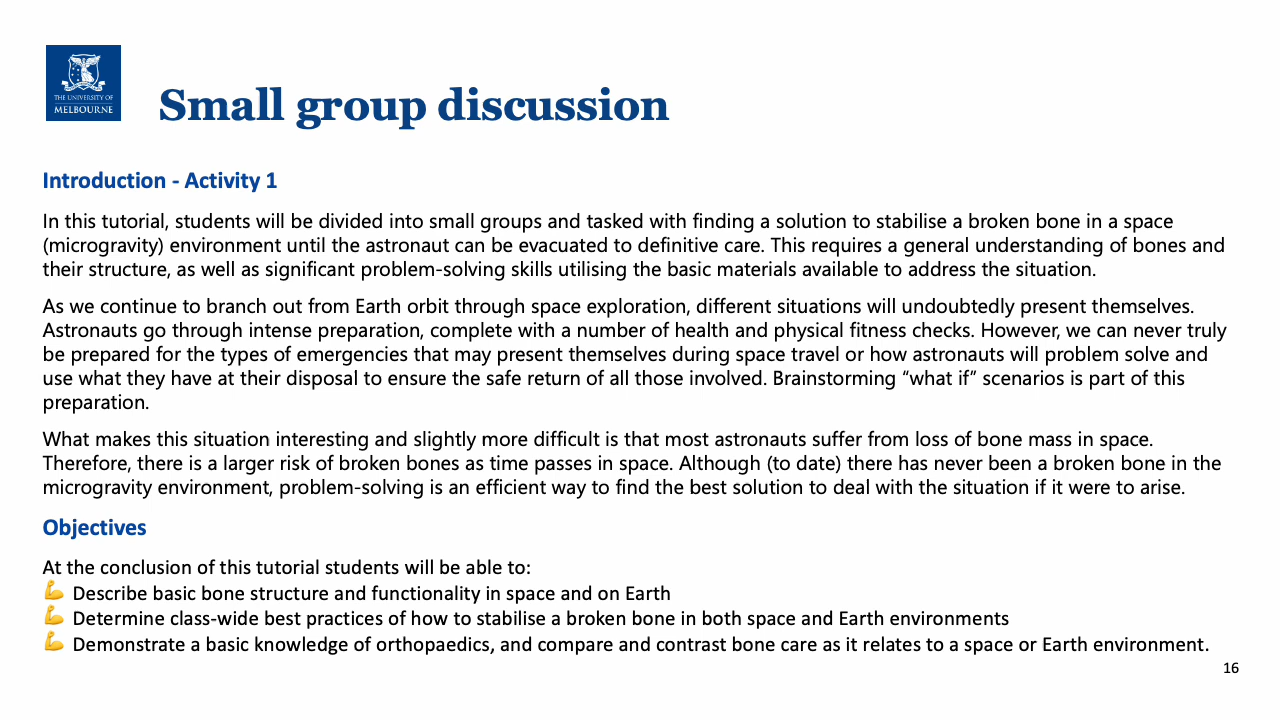 THE UNIVERSITY OF
MELBOURNE
Small group discussion
Introduction - Activity 1
In this tutorial, students will be divided into small groups and tasked with finding a solution to stabilise a broken bone in a space
(microgravity) environment until the astronaut can be evacuated to definitive care. This requires a general understanding of bones and
their structure, as well as significant problem-solving skills utilising the basic materials available to address the situation.
As we continue to branch out from Earth orbit through space exploration, different situations will undoubtedly present themselves.
Astronauts go through intense preparation, complete with a number of health and physical fitness checks. However, we can never truly
be prepared for the types of emergencies that may present themselves during space travel or how astronauts will problem solve and
use what they have at their disposal to ensure the safe return of all those involved. Brainstorming “what if” scenarios is part of this
preparation.
What makes this situation interesting and slightly more difficult is that most astronauts suffer from loss of bone mass in space.
Therefore, there is a larger risk of broken bones as time passes in space. Although (to date) there has never been a broken bone in the
microgravity environment, problem-solving is an efficient way to find the best solution to deal with the situation if it were to arise.
Objectives
At the conclusion of this tutorial students will be able to:
💪 Describe basic bone structure and functionality in space and on Earth
💪 Determine class-wide best practices of how to stabilise a broken bone in both space and Earth environments
💪 Demonstrate a basic knowledge of orthopaedics, and compare and contrast bone care as it relates to a space or Earth environment.
16